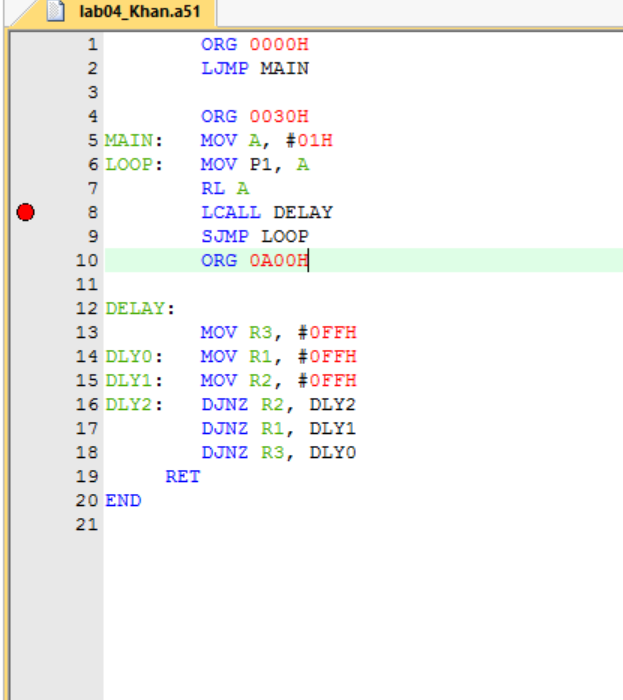 lab04_Khan.a51
1 ORG 0000H
2 LJMP MAIN
3
4 ORG 0030H
5 MAIN: MOV A, #01H
6 LOOP: MOV P1, A
7 RL A
8 LCALL DELAY
9 SJMP LOOP
10 ORG 0A00H
11
12 DELAY:
13 MOV R3, #0FFH
14 DLY0: MOV R1, #0FFH
15 DLY1: MOV R2, #0FFH
16 DLY2: DJNZ R2, DLY2
17 DJNZ R1, DLY1
18 DJNZ R3, DLY0
19 RET
20 END
21